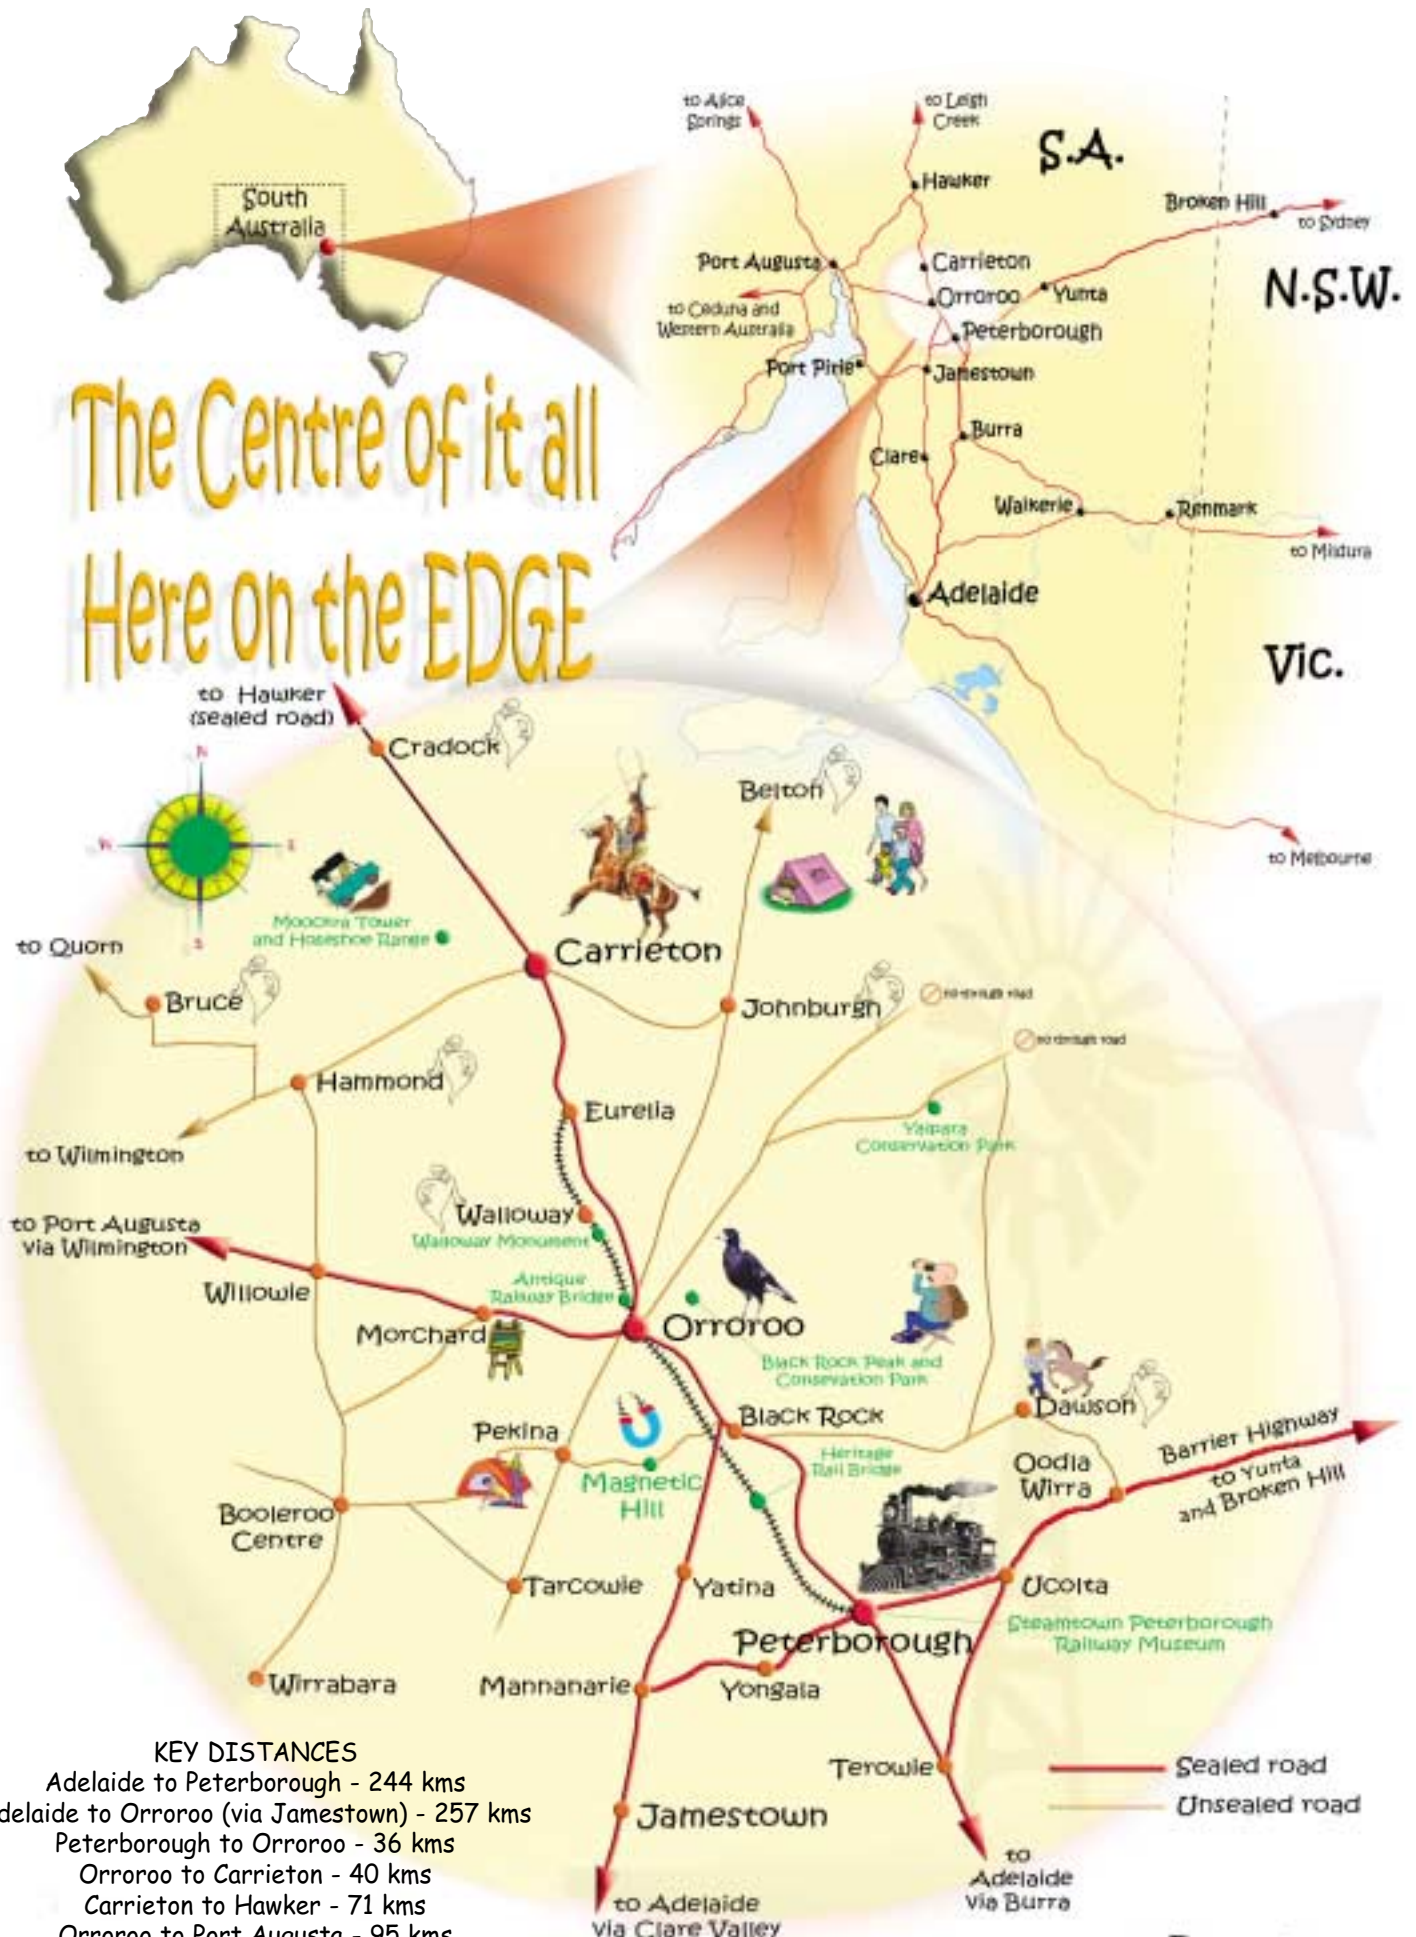 South
Australia
to Alice
Springs
to Leigh
Creek
S.A.
Hawker
Broken Hill
to Sydney
Port Augusta
Carrieton
N.S.W.
to Ceduna and
Western Australia
Orroroo
Yunta
Peterborough
Port Pirie
Jamestown
Burra
Clare
Waikerie
Renmark
to Mildura
Adelaide
Vic.
to Melbourne
The Centre of it all
Here on the EDGE
to Hawker
(sealed road)
Cradock
N
W
E
S
Belton
Moockra Tower
and Horseshoe Range
to Quorn
Carrieton
Bruce
Johnburgh
no through road
no through road
Hammond
Eurelia
Yalpara
Conservation Park
to Wilmington
Walloway
Walloway Monument
to Port Augusta
via Wilmington
Willowie
Antique
Railway Bridge
Morchard
Orroroo
Black Rock Peak and
Conservation Park
Black Rock
Dawson
Pekina
Heritage
Rail Bridge
Magnetic
Hill
Oodla
Wirra
Barrier Highway
to Yunta
and Broken Hill
Booleroo
Centre
Tarcowie
Yatina
Ucolta
Peterborough
Steamtown Peterborough
Railway Museum
Wirrabara
Mannanarie
Yongala
Terowie
Sealed road
Unsealed road
Jamestown
to
Adelaide
via Burra
to Adelaide
via Clare Valley
KEY DISTANCES
Adelaide to Peterborough - 244 kms
delaide to Orroroo (via Jamestown) - 257 kms
Peterborough to Orroroo - 36 kms
Orroroo to Carrieton - 40 kms
Carrieton to Hawker - 71 kms
Orroroo to Port Augusta - 95 kms